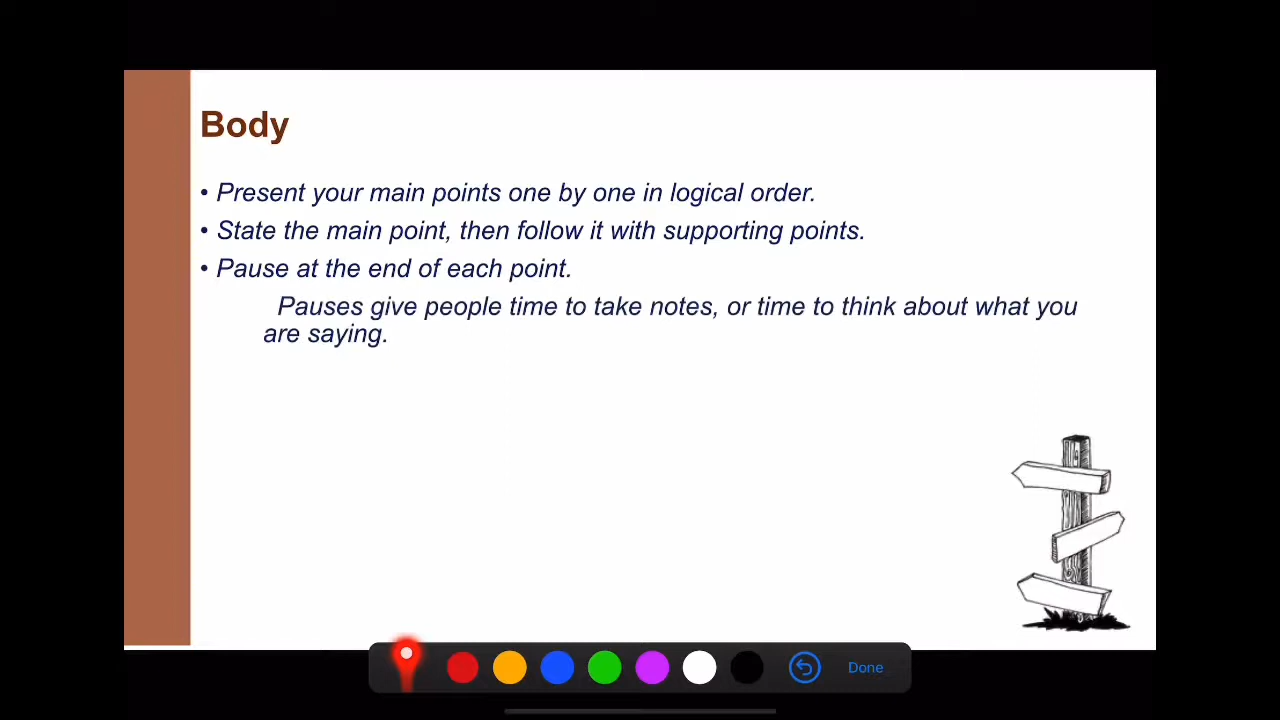 Body
• Present your main points one by one in logical order.
• State the main point, then follow it with supporting points.
• Pause at the end of each point.
Pauses give people time to take notes, or time to think about what you
are saying.
Done